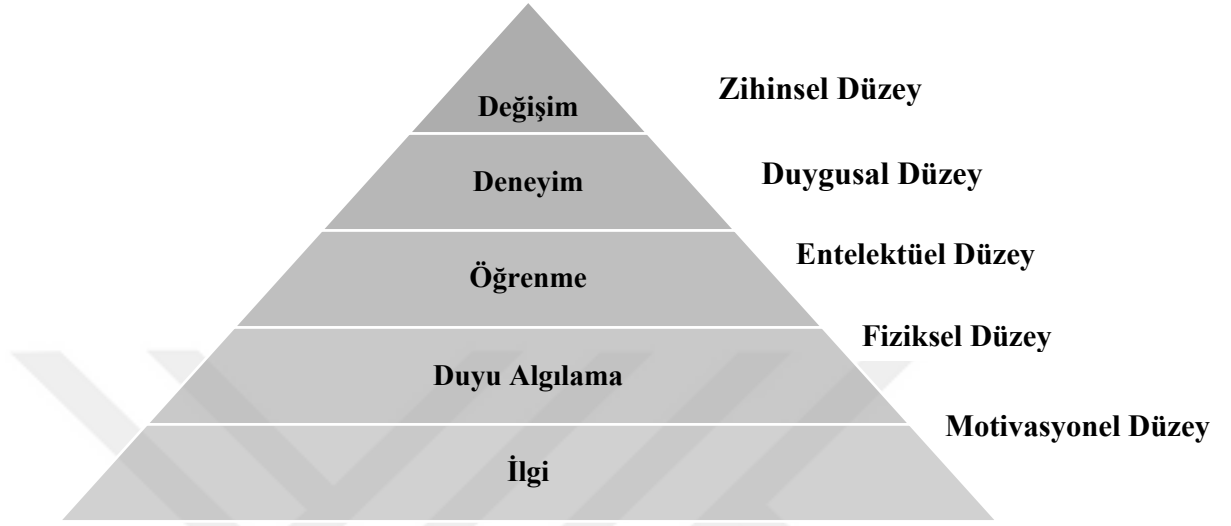 Zihinsel Düzey
Değişim
Duygusal Düzey
Deneyim
Entelektüel Düzey
Öğrenme
Fiziksel Düzey
Duyu Algılama
Motivasyonel Düzey
İlgi